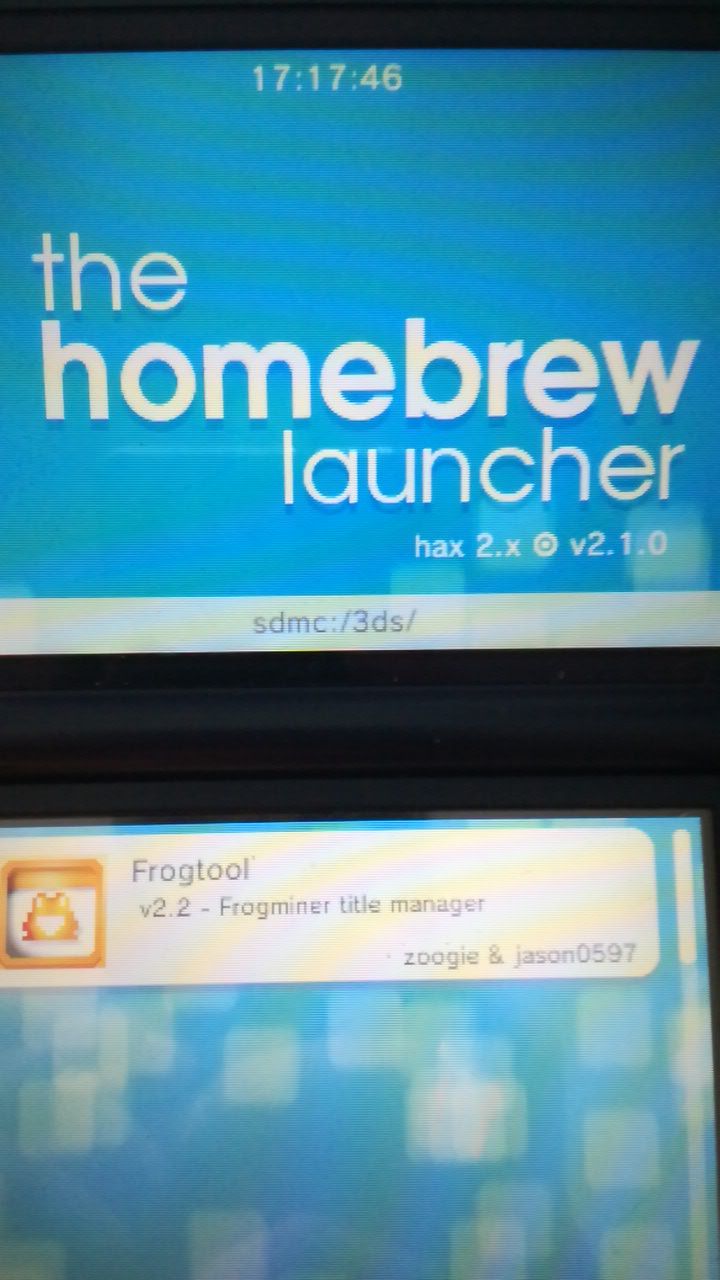 17:17:46
the
homebrew
launcher
hax 2.x v2.1.0
sdmc:/3ds/
Frogtool
v2.2 - Frogminer title manager
zoogie & jason0597